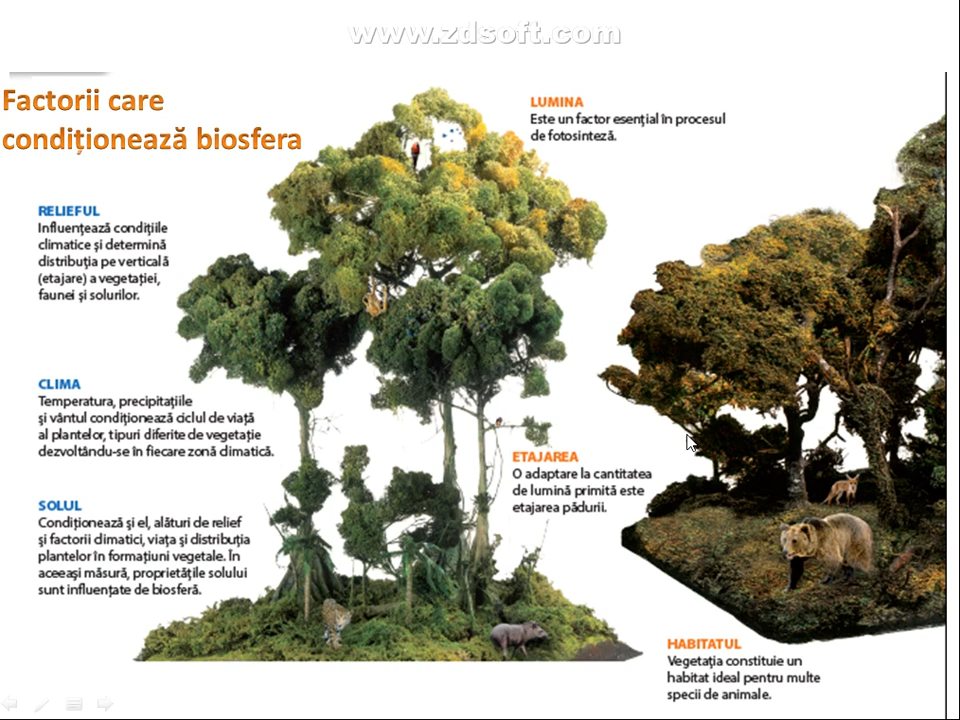 www.zdsoft.com
Factorii care
condiționează biosfera
LUMINA
Este un factor esențial în procesul
de fotosinteză.
RELIEFUL
Influențează condițiile
climatice și determină
distribuția pe verticală
(etajare) a vegetației,
faunei și solurilor.
CLIMA
Temperatura, precipitațiile
și vântul condiționează ciclul de viață
al plantelor, tipuri diferite de vegetație
dezvoltându-se în fiecare zonă climatică.
ETAJAREA
O adaptare la cantitatea
de lumină primită este
etajarea pădurii.
SOLUL
Condiționează și el, alături de relief
și factorii climatici, viața și distribuția
plantelor în formațiuni vegetale. În
aceeași măsură, proprietățile solului
sunt influențate de biosferă.
HABITATUL
Vegetația constituie un
habitat ideal pentru multe
specii de animale.